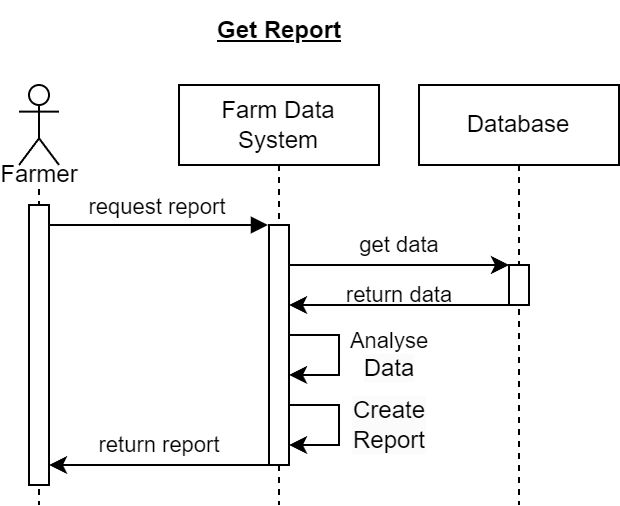 Get Report
Farm Data
System
Database
Farmer
request report
get data
return data
Analyse
Data
Create
Report
return report